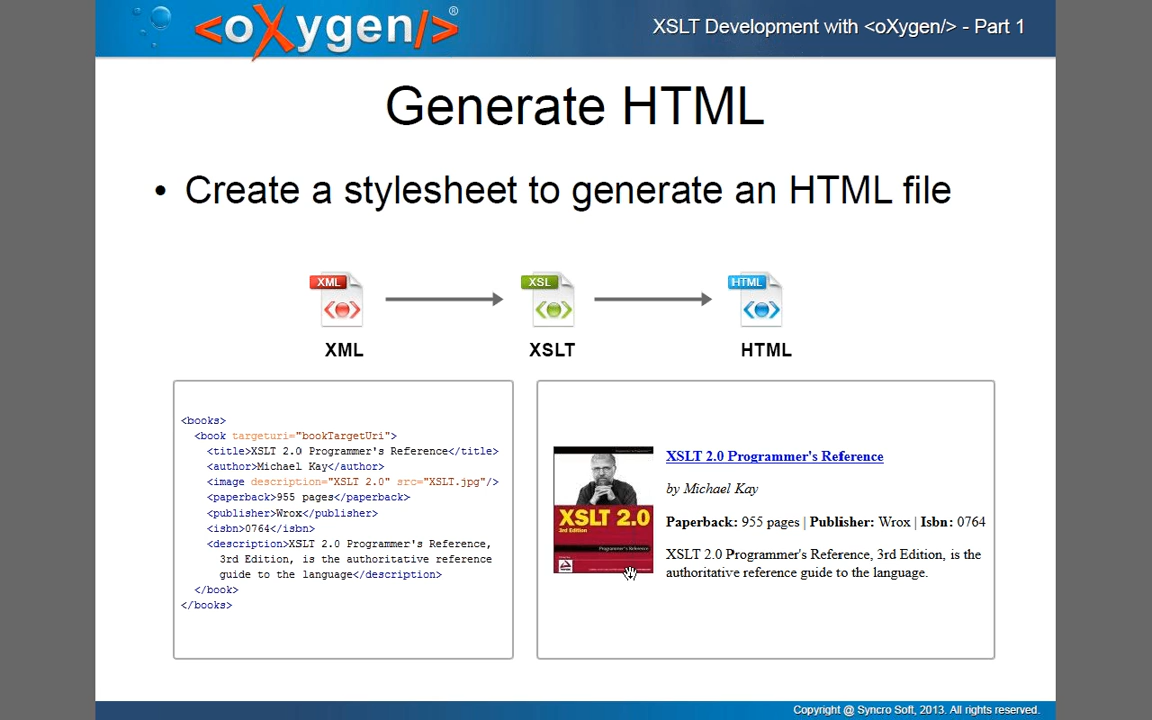 <oXygen/>®
XSLT Development with <oXygen/> - Part 1
Generate HTML
• Create a stylesheet to generate an HTML file
XML
XSL
HTML
XML
XSLT
HTML
<books>
<book targeturi="bookTargetUri">
<title>XSLT 2.0 Programmer's Reference</title>
<author>Michael Kay</author>
<image description="XSLT 2.0" src="XSLT.jpg"/>
<paperback>955 pages</paperback>
<publisher>Wrox</publisher>
<isbn>0764</isbn>
<description>XSLT 2.0 Programmer's Reference,
3rd Edition, is the authoritative reference
guide to the language</description>
</book>
</books>
XSLT 2.0
3rd Edition
Programmer's Reference
XSLT 2.0 Programmer's Reference
by Michael Kay
Paperback: 955 pages | Publisher: Wrox | Isbn: 0764
XSLT 2.0 Programmer's Reference, 3rd Edition, is the
authoritative reference guide to the language.
Copyright @ Syncro Soft, 2013. All rights reserved.